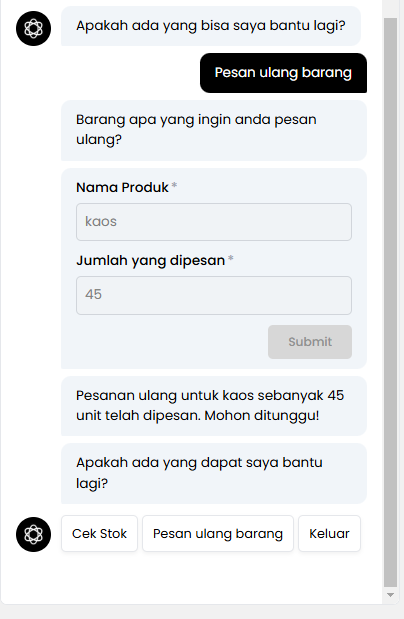 Apakah ada yang bisa saya bantu lagi?
Pesan ulang barang
Barang apa yang ingin anda pesan
ulang?
Nama Produk *
kaos
Jumlah yang dipesan *
45
Submit
Pesanan ulang untuk kaos sebanyak 45
unit telah dipesan. Mohon ditunggu!
Apakah ada yang dapat saya bantu
lagi?
Cek Stok Pesan ulang barang Keluar